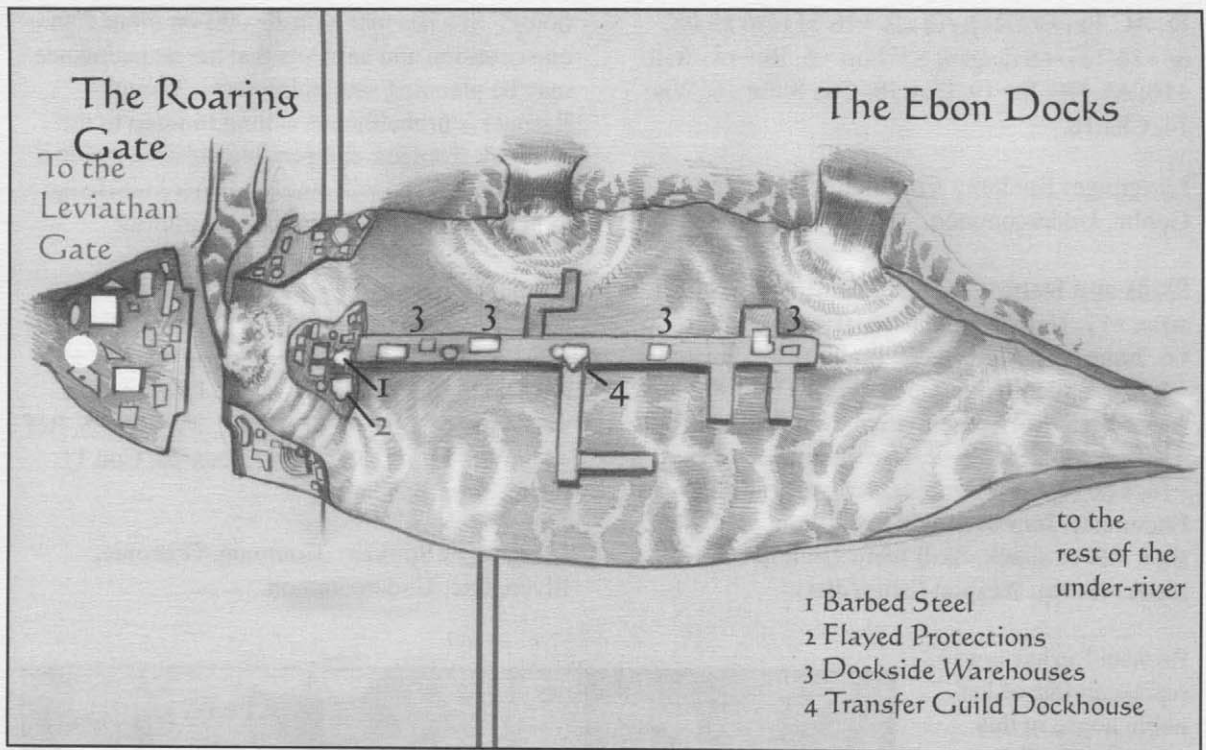 The Roaring
Gate
To the
Leviathan
Gate
The Ebon Docks
3
3
3
3
1
2
4
to the
rest of the
under-river
1 Barbed Steel
2 Flayed Protections
3 Dockside Warehouses
4 Transfer Guild Dockhouse